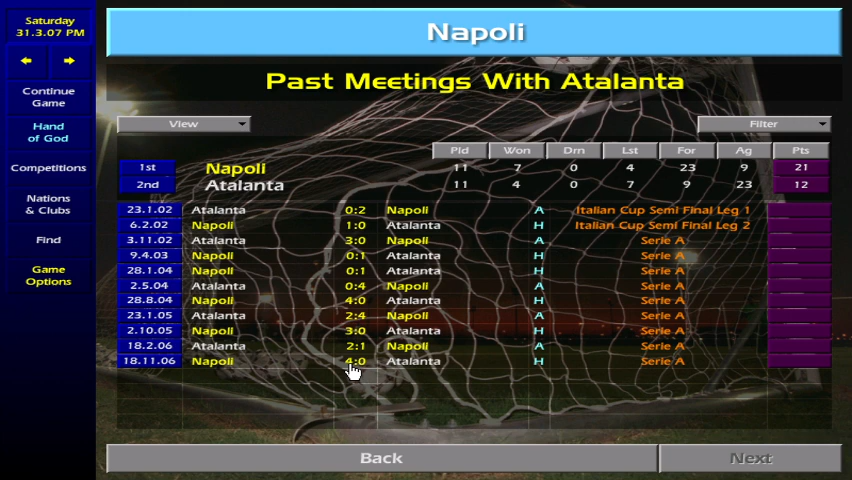 Saturday
31.3.07 PM
Napoli
Past Meetings With Atalanta
Continue
Game
Hand
of God
Competitions
Nations
& Clubs
Find
Game
Options
View Filter
Pld Won Drn Lst For Ag Pts
1st Napoli 11 7 0 4 23 9 21
2nd Atalanta 11 4 0 7 9 23 12
23.1.02 Atalanta 0:2 Napoli A Italian Cup Semi Final Leg 1
6.2.02 Napoli 1:0 Atalanta H Italian Cup Semi Final Leg 2
3.11.02 Atalanta 3:0 Napoli A Serie A
9.4.03 Napoli 0:1 Atalanta H Serie A
28.1.04 Napoli 0:1 Atalanta H Serie A
2.5.04 Atalanta 0:4 Napoli A Serie A
28.8.04 Napoli 4:0 Atalanta H Serie A
23.1.05 Atalanta 2:4 Napoli A Serie A
2.10.05 Napoli 3:0 Atalanta H Serie A
18.2.06 Atalanta 2:1 Napoli A Serie A
18.11.06 Napoli 4:0 Atalanta H Serie A
Back Next